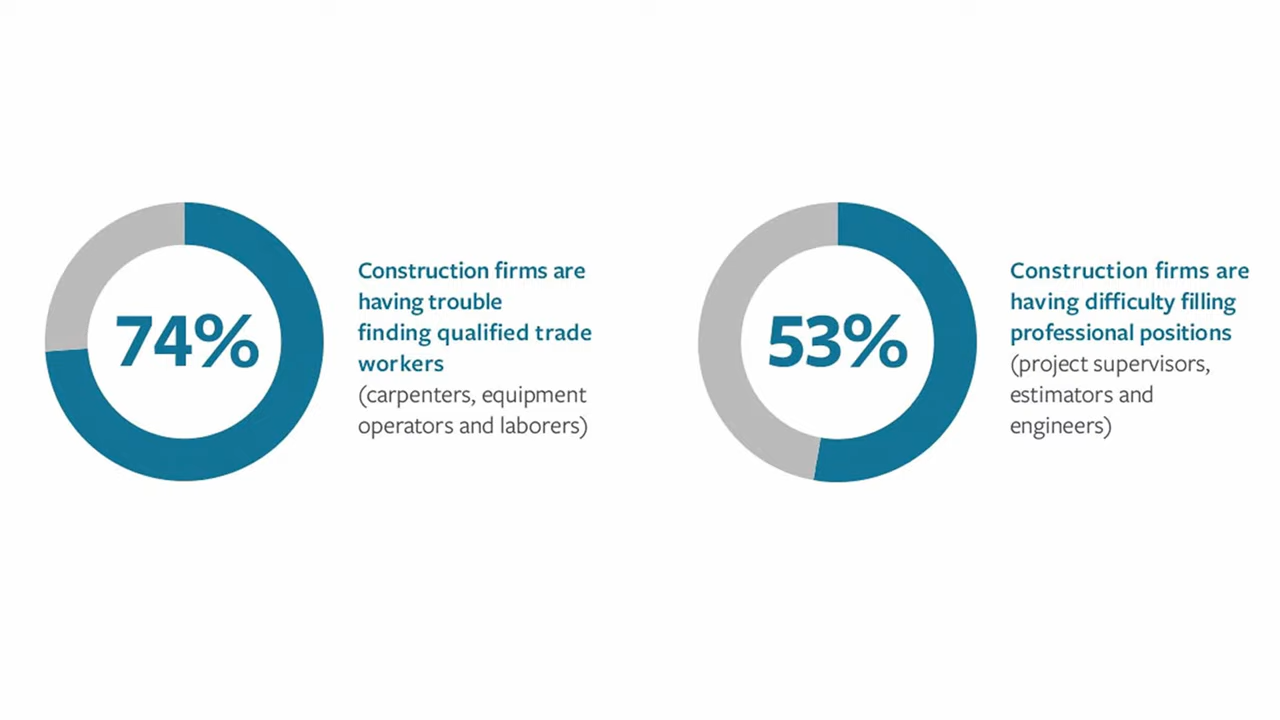 74%
Construction firms are
having trouble
finding qualified trade
workers
(carpenters, equipment
operators and laborers)
53%
Construction firms are
having difficulty filling
professional positions
(project supervisors,
estimators and
engineers)